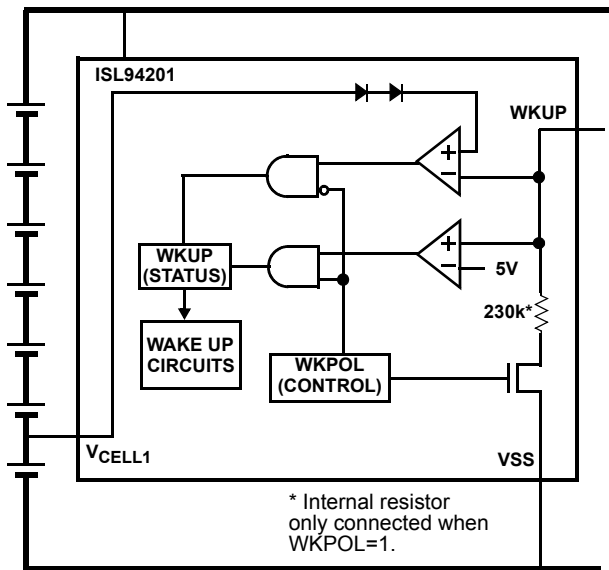 ISL94201
WKUP
+
−
+
−
5V
WKUP
(STATUS)
230k*
WAKE UP
CIRCUITS
WKPOL
(CONTROL)
VCELL1
VSS
* Internal resistor
only connected when
WKPOL=1.